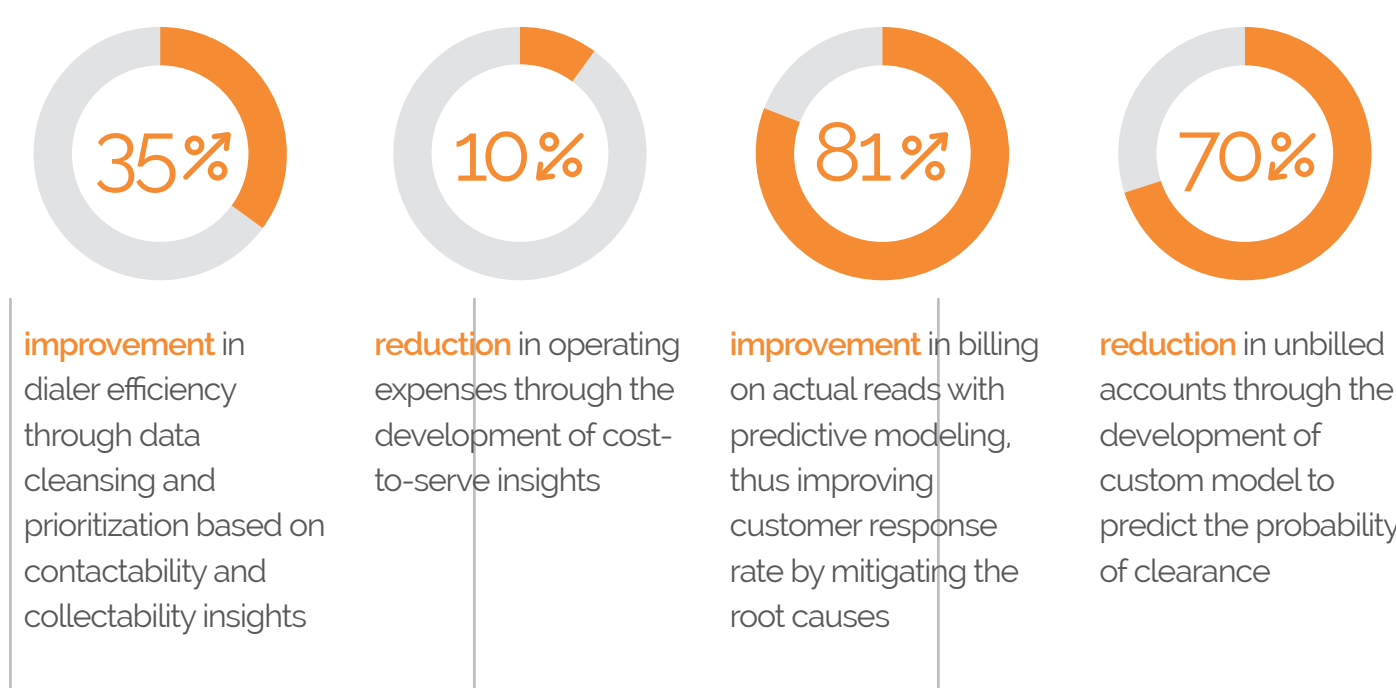 35%
10%
81%
70%
improvement in
dialer efficiency
through data
cleansing and
prioritization based on
contactability and
collectability insights
reduction in operating
expenses through the
development of cost-
to-serve insights
improvement in billing
on actual reads with
predictive modeling,
thus improving
customer response
rate by mitigating the
root causes
reduction in unbilled
accounts through the
development of
custom model to
predict the probability
of clearance